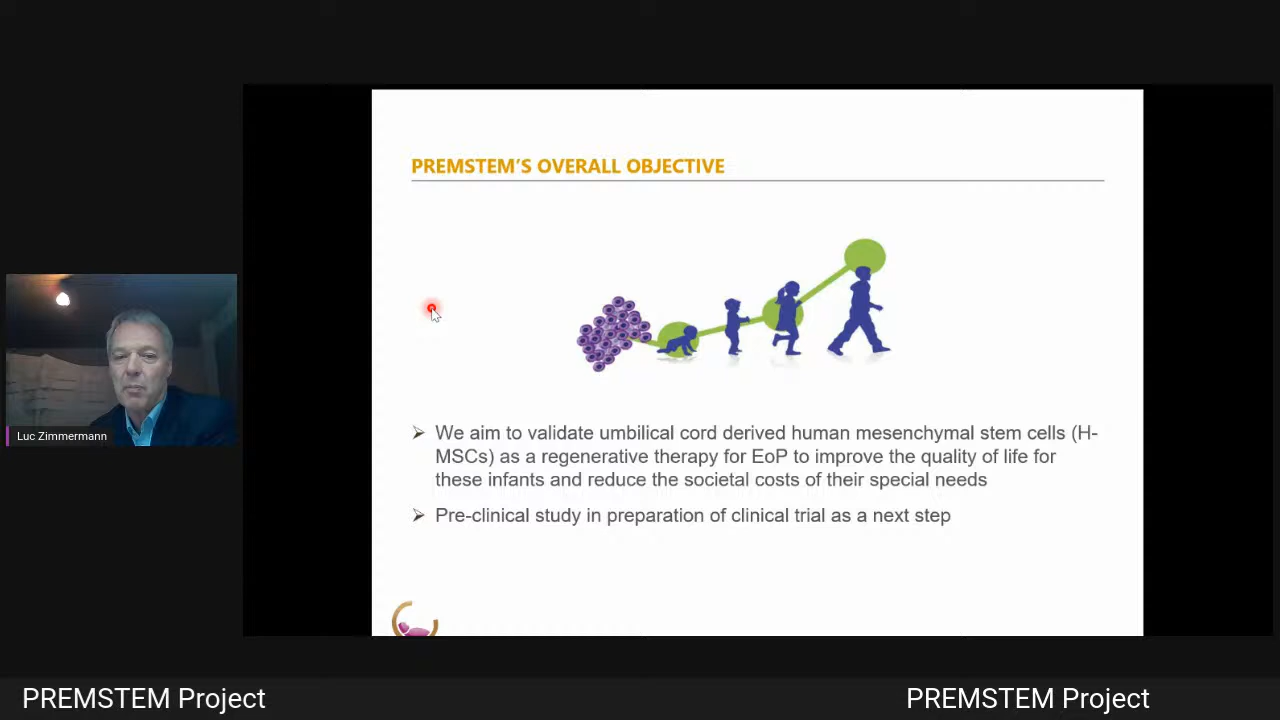 PREMSTEM'S OVERALL OBJECTIVE
We aim to validate umbilical cord derived human mesenchymal stem cells (H-
MSCs) as a regenerative therapy for EoP to improve the quality of life for
these infants and reduce the societal costs of their special needs
Pre-clinical study in preparation of clinical trial as a next step
Luc Zimmermann
PREMSTEM Project
PREMSTEM Project